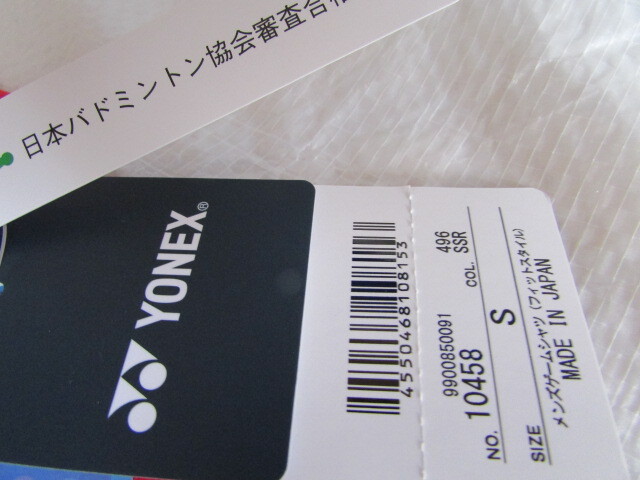 日本バドミントン協会審査合格
YONEX®
4550468108153
9900850091
496
NO. 10458
COL. SSR
SIZE S
メンズゲームシャツ (フィットスタイル)
MADE IN JAPAN